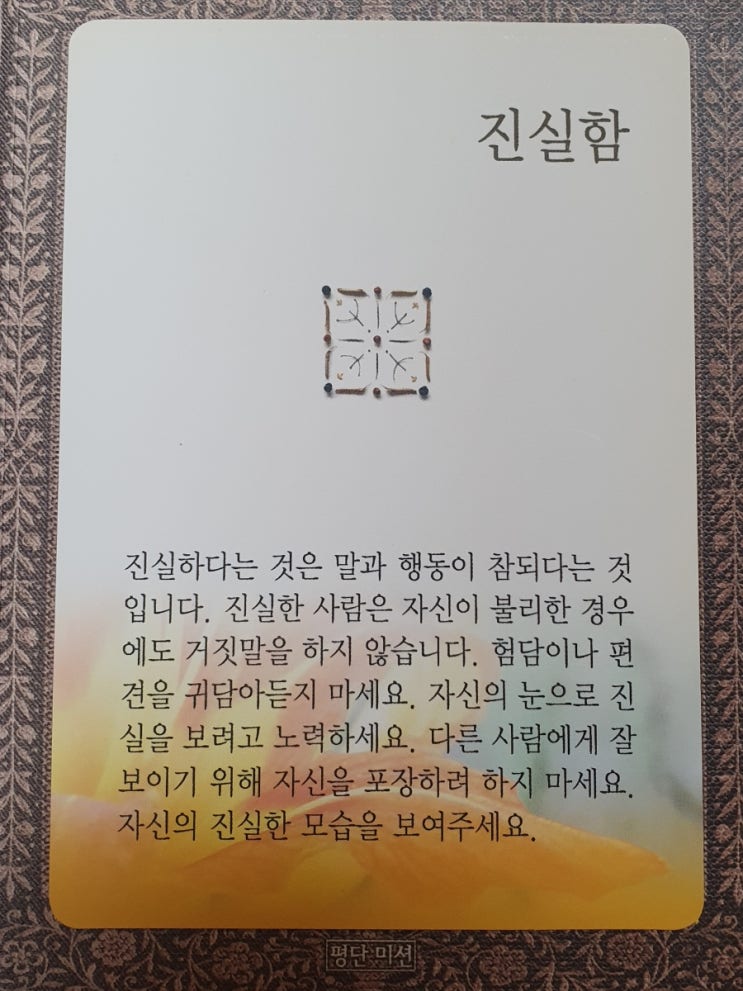 진실함
진실하다는 것은 말과 행동이 참되다는 것
입니다. 진실한 사람은 자신이 불리한 경우
에도 거짓말을 하지 않습니다. 험담이나 편
견을 귀담아듣지 마세요. 자신의 눈으로 진
실을 보려고 노력하세요. 다른 사람에게 잘
보이기 위해 자신을 포장하려 하지 마세요.
자신의 진실한 모습을 보여주세요.
평단 미션